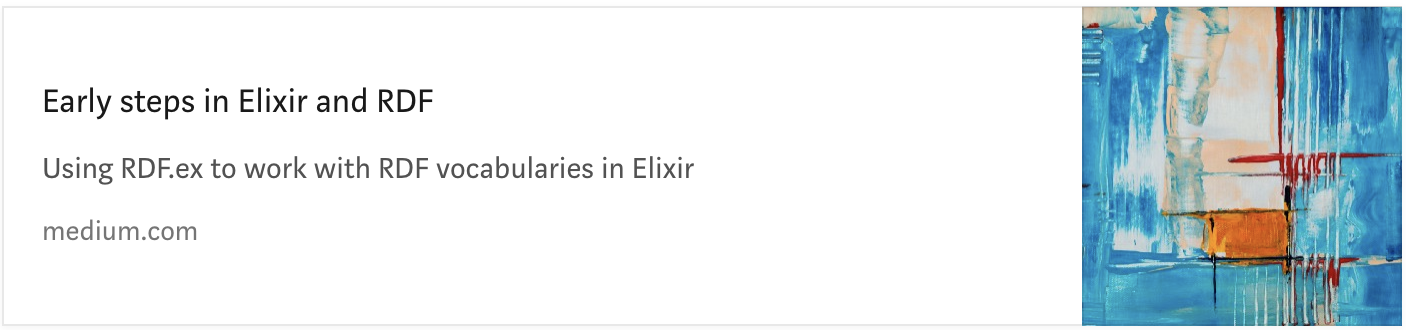 Early steps in Elixir and RDF
Using RDF.ex to work with RDF vocabularies in Elixir
medium.com